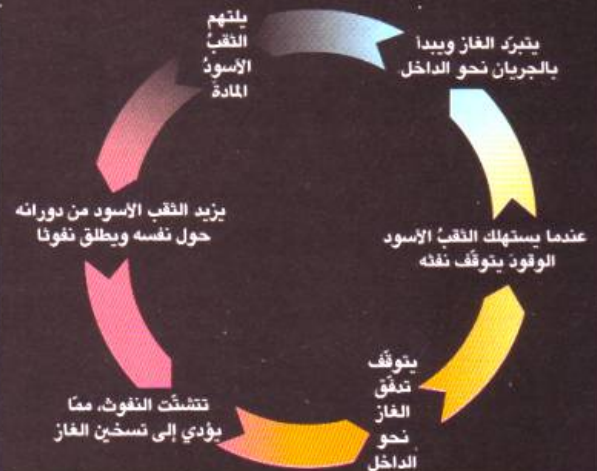 يلتهم
الثقبُ
الأسودُ
المادةَ
يتبرّد الغاز ويبدأ
بالجريان نحو الداخل.
عندما يستهلك الثقبُ الأسود
الوقودَ يتوقّف نفثه
يتوقّف
تدفّق
الغاز
نحو
الداخل
تتشتّت النفوث، ممّا
يؤدي إلى تسخين الغاز
يزيد الثقب الأسود من دورانه
حول نفسه ويطلق نفوثًا